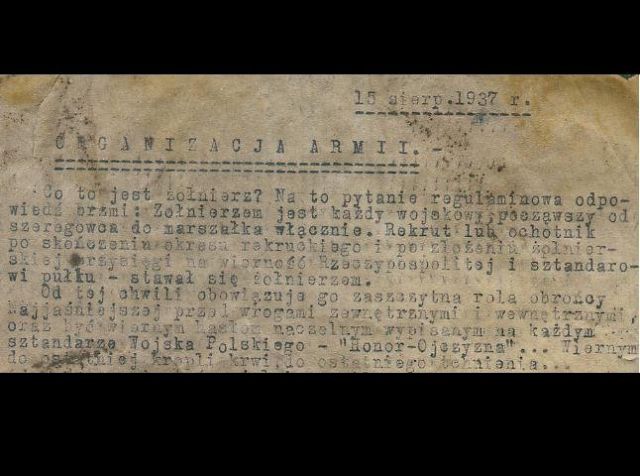 15 sierp.1937 r.
ORGANIZACJA ARMII.-
Co to jest żołnierz? Na to pytanie regulaminowa odpo-
wiedź brzmi: Żołnierzem jest każdy wojskowy, począwszy od
szeregowca do marszałka włącznie. Rekrut lub ochotnik
po skończeniu okresu rekruckiego i po złożeniu żołnier-
skiej przysięgi na wierność Rzeczypospolitej i sztandaro-
wi pułku - stawał się żołnierzem.
Od tej chwili obowiązuje go zaszczytna rola obrońcy
Najjaśniejszej przed wrogami zewnętrznymi i wewnętrznymi,
oraz być wiernym hasłom naczelnym wypisanym na każdym
sztandarze Wojska Polskiego - "Honor-Ojczyzna"... Wiernym
do ostatniej kropli krwi, do ostatniego tchnienia...